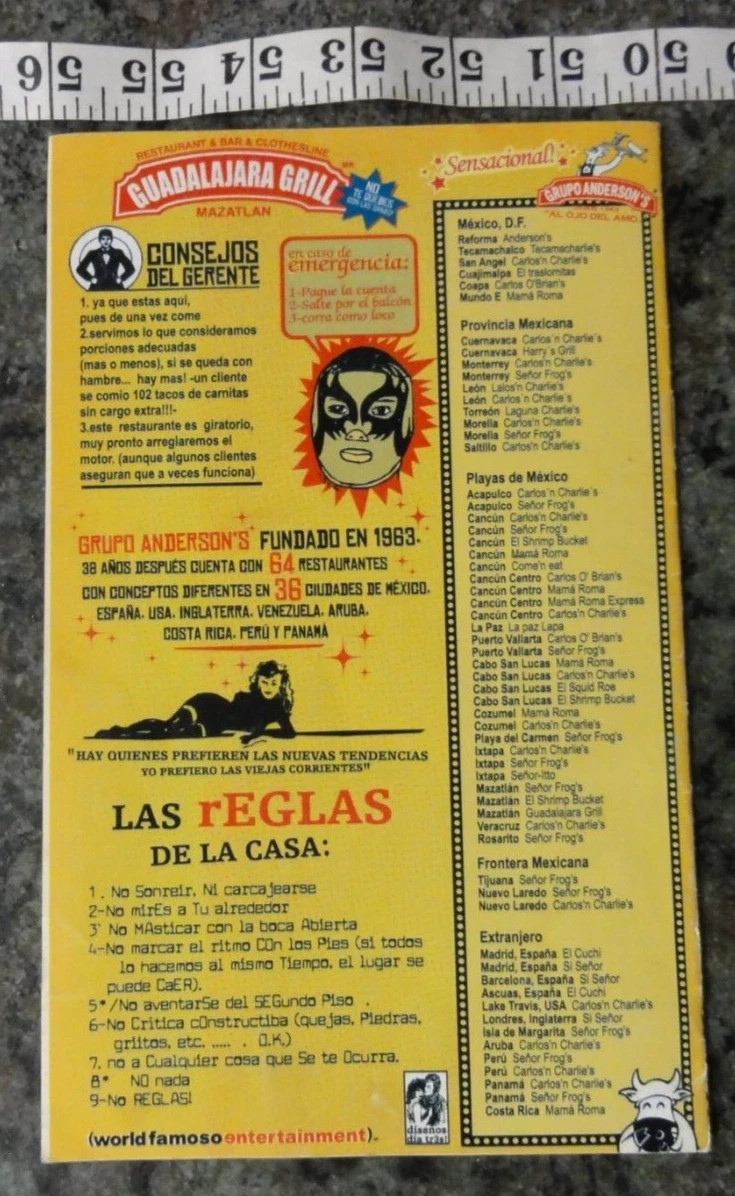 56 55 54 53 52 51 50
RESTAURANT & BAR & CLOTHESLINE
GUADALAJARA GRILL
MAZATLAN
NO
TE QUEDES
CON LAS GANAS!
Sensacional!
GRUPO ANDERSON'S
"AL OJO DEL AMO
CONSEJOS
DEL GERENTE
1. ya que estas aqui,
pues de una vez come
2.servimos lo que consideramos
porciones adecuadas
(mas o menos), si se queda con
hambre... hay mas! -un cliente
se comio 102 tacos de carnitas
sin cargo extra!!!-
3.este restaurante es giratorio,
muy pronto arreglaremos el
motor. (aunque algunos clientes
aseguran que a veces funciona)
en caso de
emergencia:
1-Pague la cuenta
2-Salte por el balcón
3-corra como loco
GRUPO ANDERSON'S FUNDADO EN 1963.
38 AÑOS DESPUÉS CUENTA CON 64 RESTAURANTES
CON CONCEPTOS DIFERENTES EN 36 CIUDADES DE MÉXICO,
ESPAÑA, USA, INGLATERRA, VENEZUELA, ARUBA,
COSTA RICA, PERÚ Y PANAMÁ
"HAY QUIENES PREFIEREN LAS NUEVAS TENDENCIAS
YO PREFIERO LAS VIEJAS CORRIENTES"
LAS rEGLAS
DE LA CASA:
1. No Sonreir, Ni carcajearse
2-No mirEs a Tu alrededor
3' No MAsticar con la boca Abierta
4-No marcar el ritmo COn los Pies (si todos
lo hacemos al mismo Tiempo, el lugar se
puede CaER).
5*/No aventarSe del SEGundo Piso .
6-No Critica cOnstructiba (quejas, Piedras,
griitos, etc. ..... . O.K.)
7. no a Cualquier cosa que Se te Ocurra.
8* NO nada
9-No REGLAS!
(world famoso entertainment)™
diseños
día tr3s!
México, D.F.
Reforma Anderson's
Tecamachalco Tecamacharlie's
San Angel Carlos'n Charlie's
Cuajimalpa El traslomitas
Coapa Carlos O'Brian's
Mundo E Mamá Roma
Provincia Mexicana
Cuernavaca Carlos'n Charlie's
Cuernavaca Harry's Grill
Monterrey Carlos'n Charlie's
Monterrey Señor Frog's
León Lalos'n Charlie's
León Carlos'n Charlie's
Torreón Laguna Charlie's
Morelia Carlos'n Charlie's
Morelia Señor Frog's
Saltillo Carlos'n Charlie's
Playas de México
Acapulco Carlos'n Charlie's
Acapulco Señor Frog's
Cancún Carlos'n Charlie's
Cancún Señor Frog's
Cancún El Shrimp Bucket
Cancún Mamá Roma
Cancún Come'n eat
Cancún Centro Carlos O' Brian's
Cancún Centro Mamá Roma
Cancún Centro Mamá Roma Express
Cancún Centro Carlos'n Charlie's
La Paz La paz Lapa
Puerto Vallarta Carlos O' Brian's
Puerto Vallarta Señor Frog's
Cabo San Lucas Mamá Roma
Cabo San Lucas Carlos'n Charlie's
Cabo San Lucas El Squid Roe
Cabo San Lucas El Shrimp Bucket
Cozumel Mamá Roma
Cozumel Carlos'n Charlie's
Playa del Carmen Señor Frog's
Ixtapa Carlos'n Charlie's
Ixtapa Señor Frog's
Ixtapa Señor-itto
Mazatlán Señor Frog's
Mazatlán El Shrimp Bucket
Mazatlán Guadalajara Grill
Veracruz Carlos'n Charlie's
Rosarito Señor Frog's
Frontera Mexicana
Tijuana Señor Frog's
Nuevo Laredo Señor Frog's
Nuevo Laredo Carlos'n Charlie's
Extranjero
Madrid, España El Cuchi
Madrid, España Si Señor
Barcelona, España Si Señor
Ascuas, España El Cuchi
Lake Travis, USA Carlos'n Charlie's
Londres, Inglaterra Si Señor
Isla de Margarita Señor Frog's
Aruba Carlos'n Charlie's
Perú Señor Frog's
Perú Carlos'n Charlie's
Panamá Carlos'n Charlie's
Panamá Señor Frog's
Costa Rica Mamá Roma